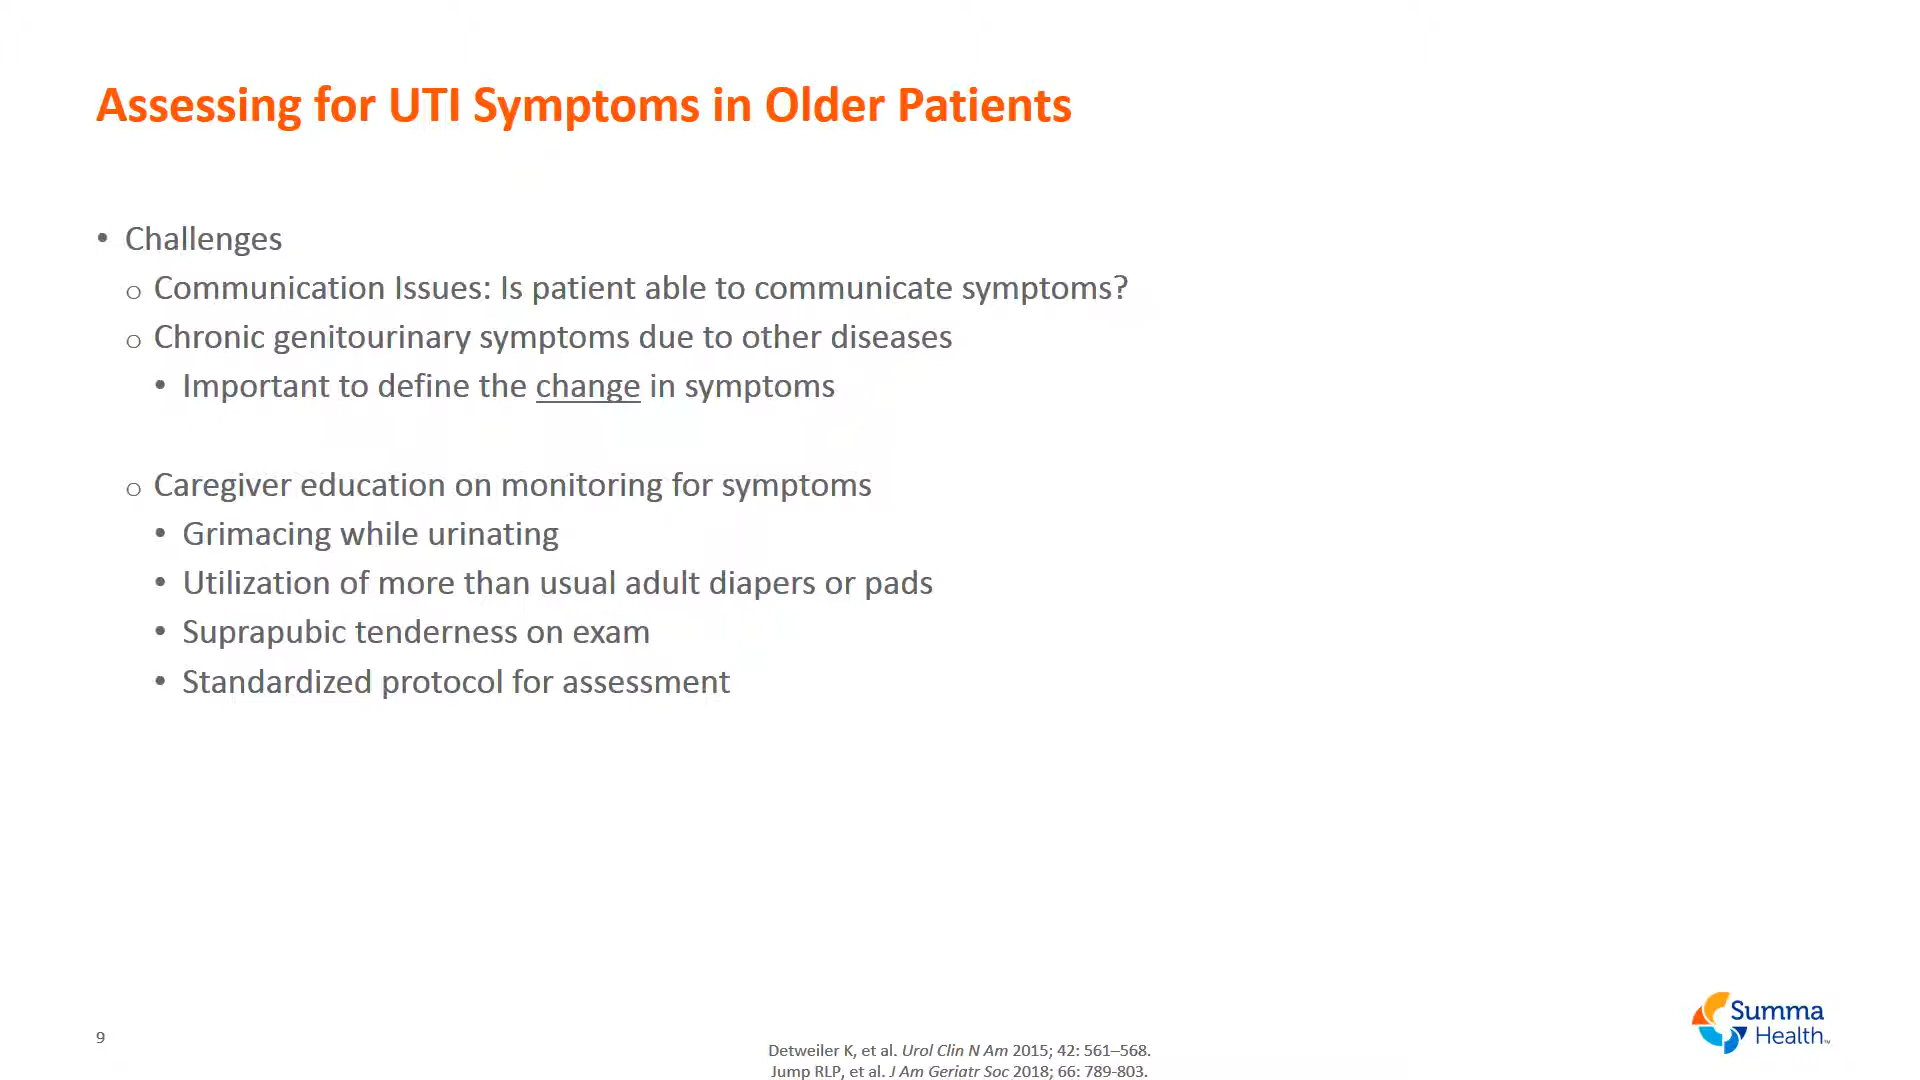 Assessing for UTI Symptoms in Older Patients
• Challenges
o Communication Issues: Is patient able to communicate symptoms?
o Chronic genitourinary symptoms due to other diseases
• Important to define the change in symptoms
o Caregiver education on monitoring for symptoms
• Grimacing while urinating
• Utilization of more than usual adult diapers or pads
• Suprapubic tenderness on exam
• Standardized protocol for assessment
9
Detweiler K, et al. Urol Clin N Am 2015; 42: 561–568.
Jump RLP, et al. J Am Geriatr Soc 2018; 66: 789-803.
Summa
Health™